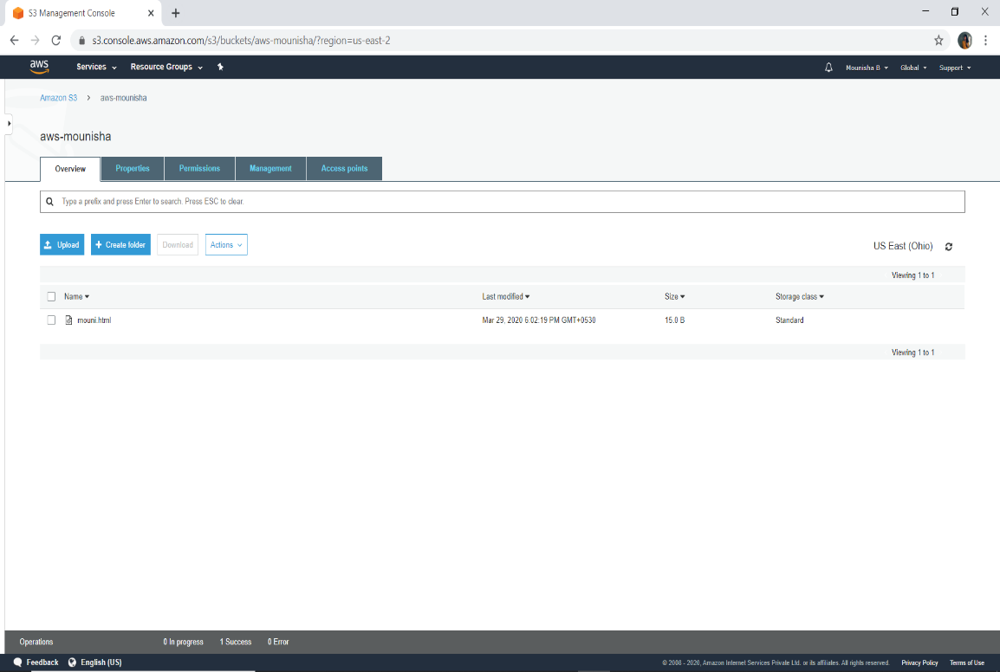 S3 Management Console
s3.console.aws.amazon.com/s3/buckets/aws-mounisha/?region=us-east-2
aws Services Resource Groups Mounisha B Global Support
Amazon S3 > aws-mounisha
aws-mounisha
Overview Properties Permissions Management Access points
Type a prefix and press Enter to search. Press ESC to clear.
Upload + Create folder Download Actions US East (Ohio)
Viewing 1 to 1
Name Last modified Size Storage class
mouni.html Mar 29, 2020 6:02:19 PM GMT+0530 15.0 B Standard
Viewing 1 to 1
Operations 0 In progress 1 Success 0 Error
Feedback English (US) © 2008 - 2020, Amazon Internet Services Private Ltd. or its affiliates. All rights reserved. Privacy Policy Terms of Use